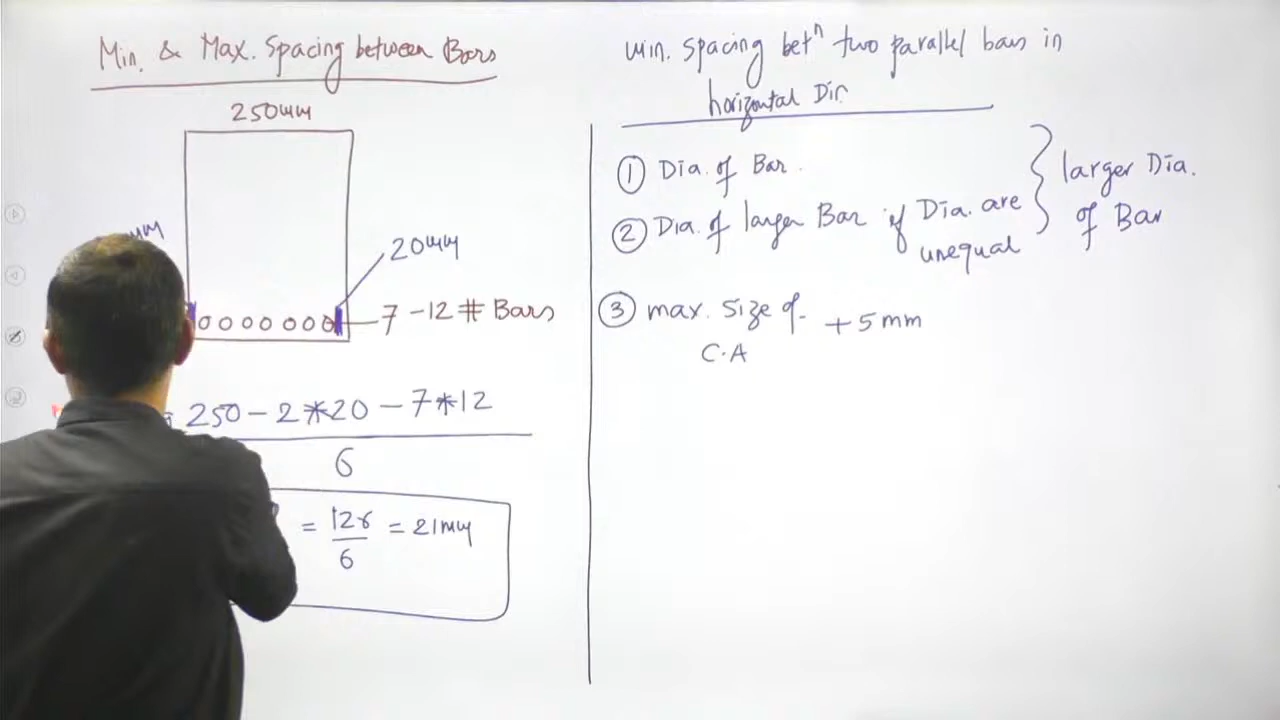 Min. & Max. Spacing between Bars
250mm
20mm
7 - 12 # Bars
250 - 2*20 - 7*12
6
= 126 = 21mm
6
Min. spacing betn two parallel bars in
horizontal Dir.
① Dia. of Bar.
② Dia. of larger Bar if Dia. are
unequal
larger Dia.
of Bar
③ max. size of + 5 mm
C.A